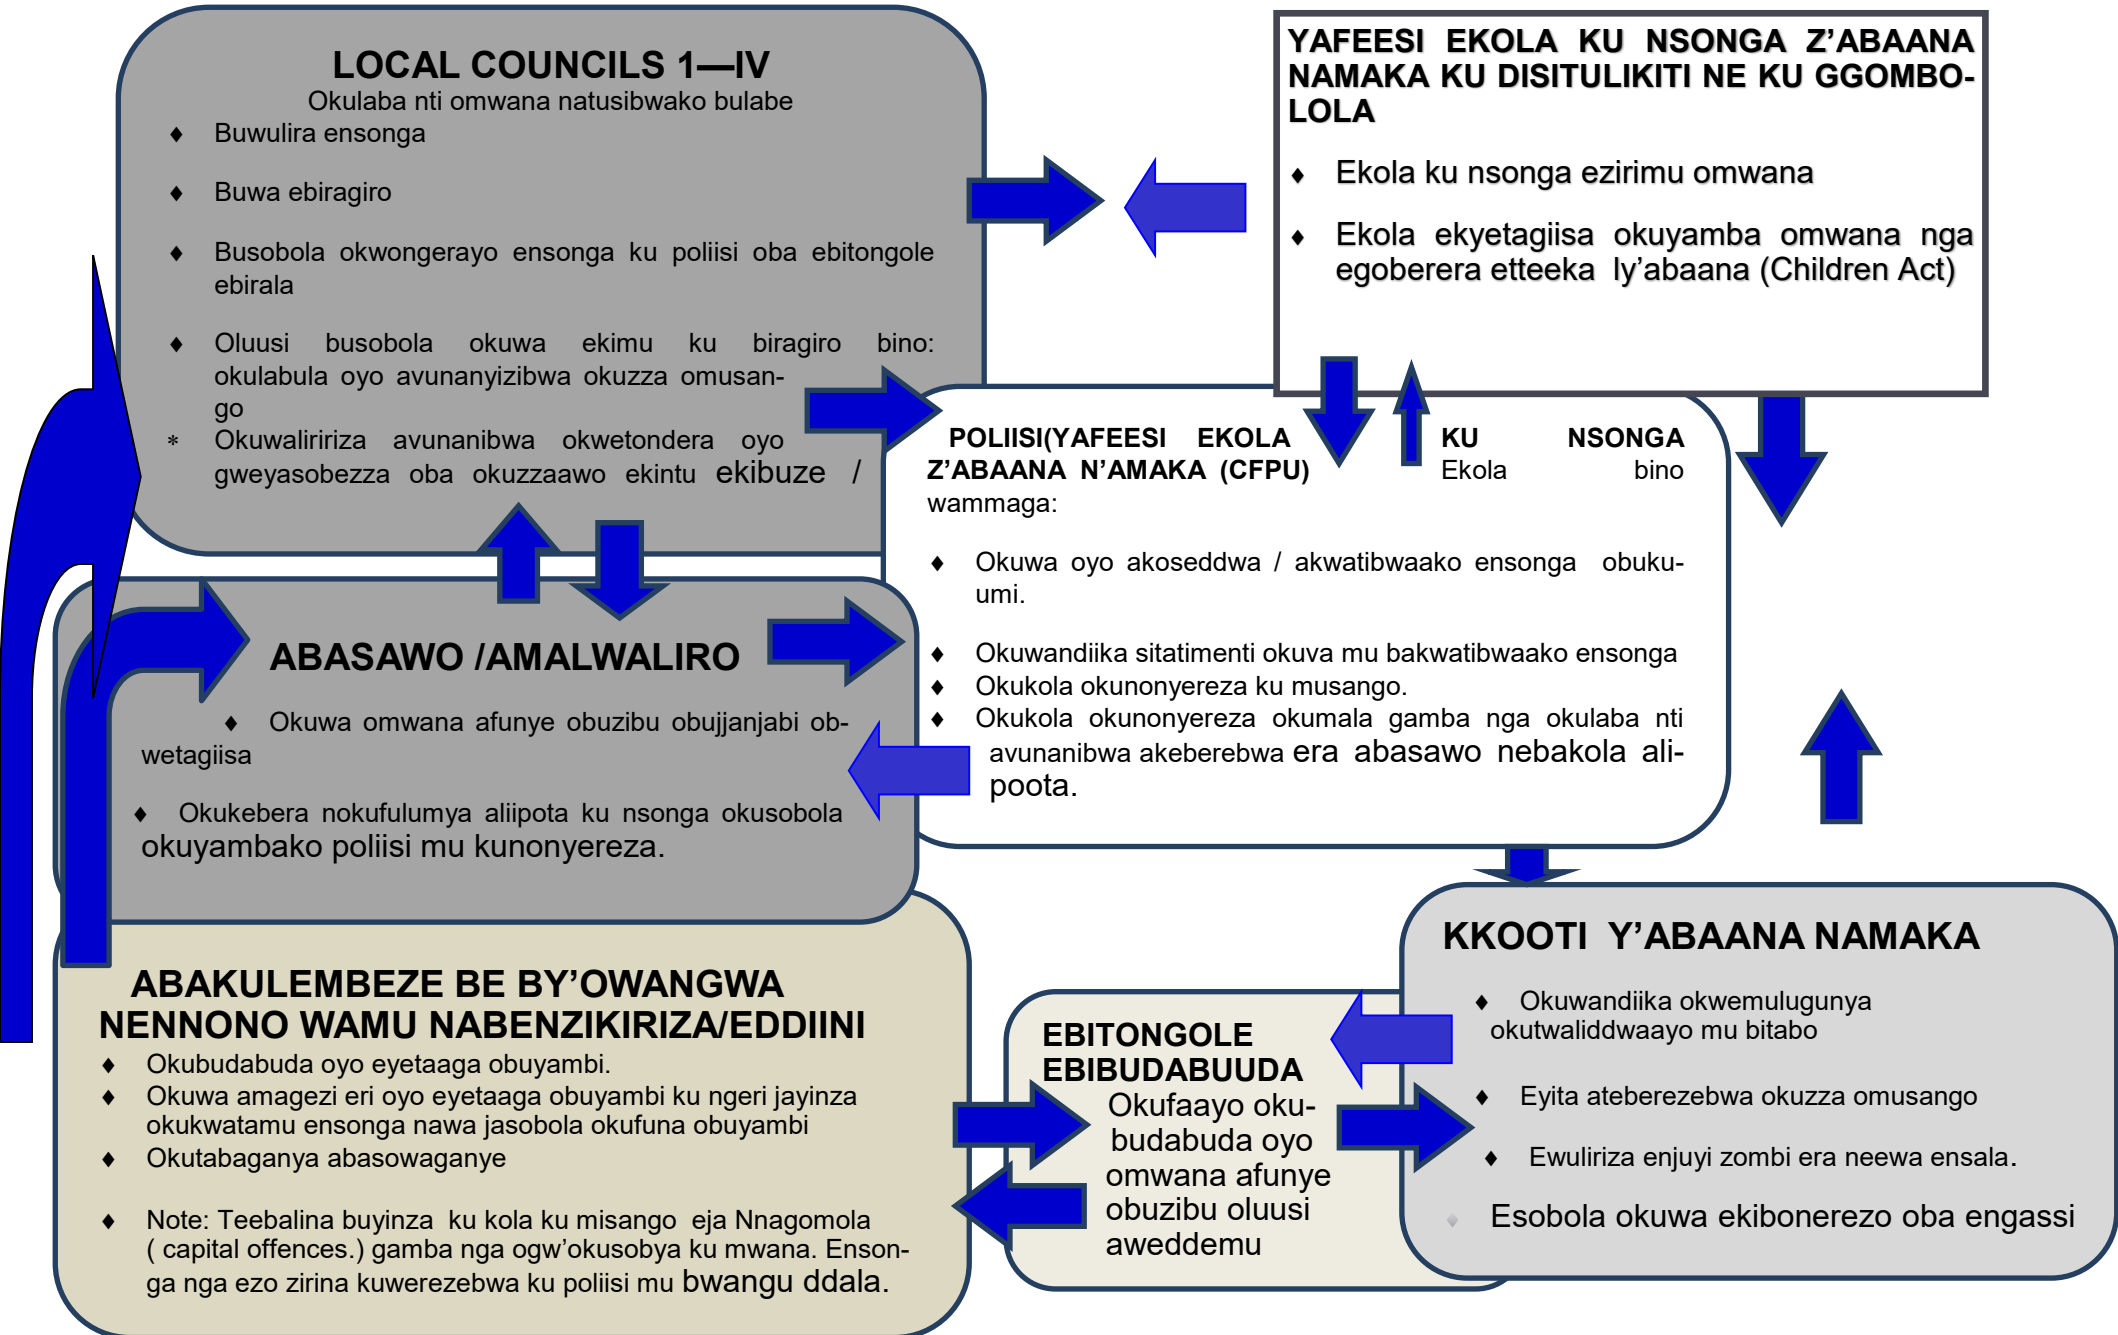 LOCAL COUNCILS 1—IV
Okulaba nti omwana natusibwako bulabe
♦ Buwulira ensonga
♦ Buwa ebiragiro
♦ Busobola okwongerayo ensonga ku poliisi oba ebitongole
ebirala
♦ Oluusi busobola okuwa ekimu ku biragiro bino:
okulabula oyo avunanyizibwa okuzza omusan-
go
* Okuwaliririza avunanibwa okwetondera oyo
gweyasobezza oba okuzzaawo ekintu ekibuze /
YAFEESI EKOLA KU NSONGA Z’ABAANA
NAMAKA KU DISITULIKITI NE KU GGOMBO-
LOLA
♦ Ekola ku nsonga ezirimu omwana
♦ Ekola ekyetagiisa okuyamba omwana nga
egoberera etteeka ly’abaana (Children Act)
POLIISI(YAFEESI EKOLA KU NSONGA
Z’ABAANA N’AMAKA (CFPU) Ekola bino
wammaga:
♦ Okuwa oyo akoseddwa / akwatibwaako ensonga obuku-
umi.
♦ Okuwandiika sitatimenti okuva mu bakwatibwaako ensonga
♦ Okukola okunonyereza ku musango.
♦ Okukola okunonyereza okumala gamba nga okulaba nti
avunanibwa akeberebwa era abasawo nebakola ali-
poota.
ABASAWO /AMALWALIRO
♦ Okuwa omwana afunye obuzibu obujjanjabi ob-
wetagiisa
♦ Okukebera nokufulumya aliipota ku nsonga okusobola
okuyambako poliisi mu kunonyereza.
ABAKULEMBEZE BE BY’OWANGWA
NENNONO WAMU NABENZIKIRIZA/EDDIINI
♦ Okubudabuda oyo eyetaaga obuyambi.
♦ Okuwa amagezi eri oyo eyetaaga obuyambi ku ngeri jayinza
okukwatamu ensonga nawa jasobola okufuna obuyambi
♦ Okutabaganya abasowaganye
♦ Note: Teebalina buyinza ku kola ku misango eja Nnagomola
( capital offences.) gamba nga ogw’okusobya ku mwana. Enson-
ga nga ezo zirina kuwerezebwa ku poliisi mu bwangu ddala.
EBITONGOLE
EBIBUDABUUDA
Okufaayo oku-
budabuda oyo
omwana afunye
obuzibu oluusi
aweddemu
KKOOTI Y’ABAANA NAMAKA
♦ Okuwandiika okwemulugunya
okutwaliddwaayo mu bitabo
♦ Eyita ateberezebwa okuzza omusango
♦ Ewuliriza enjuyi zombi era neewa ensala.
♦ Esobola okuwa ekibonerezo oba engassi